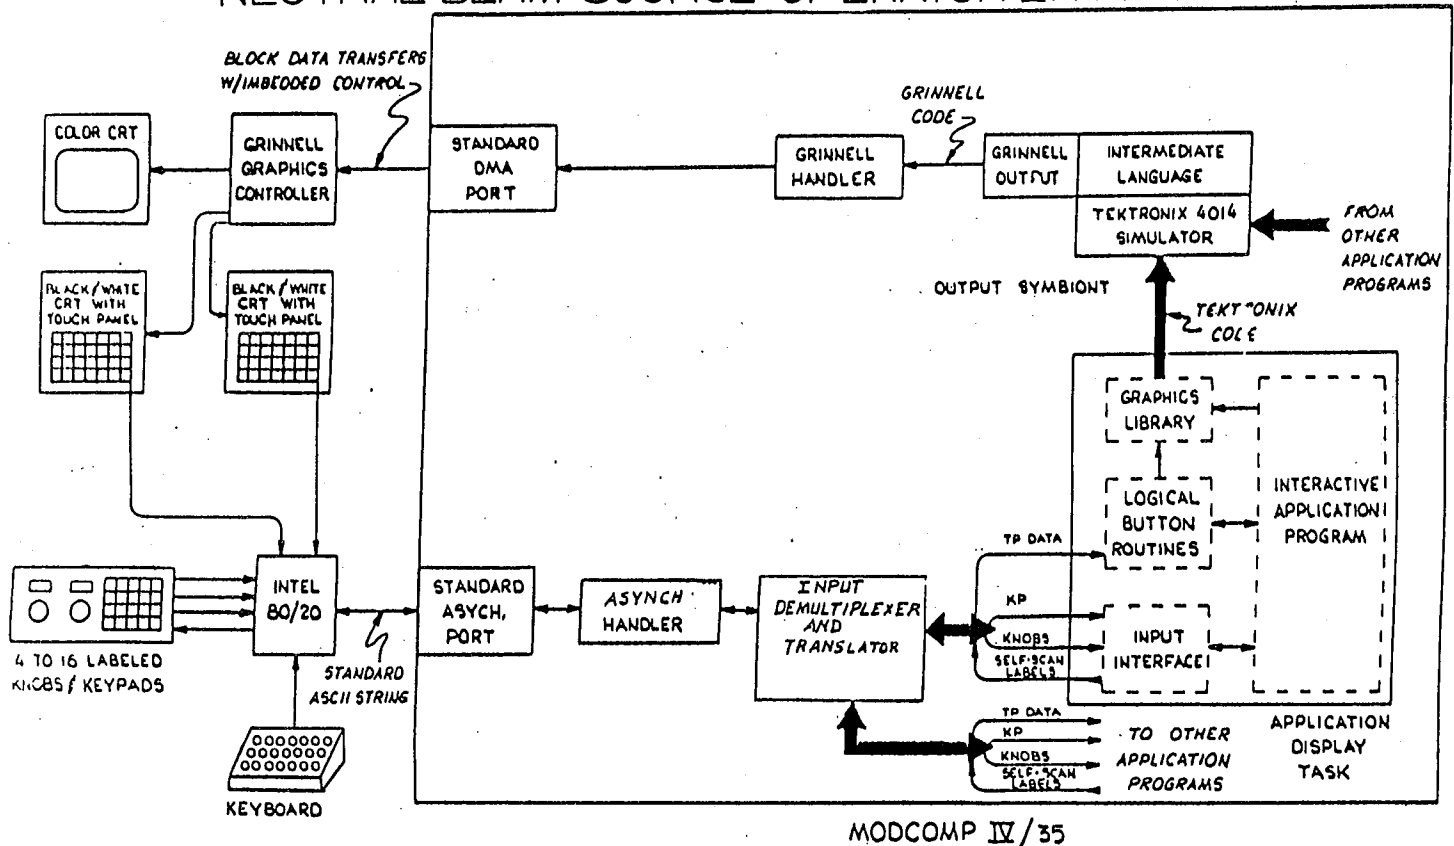 NEUTRAL BEAM SOURCE OPERATOR
BLOCK DATA TRANSFERS
W/IMBEDDED CONTROL
COLOR CRT
GRINNELL
GRAPHICS
CONTROLLER
STANDARD
DMA
PORT
GRINNELL
HANDLER
GRINNELL
CODE
GRINNELL
OUTPUT
INTERMEDIATE
LANGUAGE
TEKTRONIX 4014
SIMULATOR
FROM
OTHER
APPLICATION
PROGRAMS
BLACK/WHITE
CRT WITH
TOUCH PANEL
BLACK/WHITE
CRT WITH
TOUCH PANEL
OUTPUT SYMBIONT
TEKTRONIX
CODE
GRAPHICS
LIBRARY
LOGICAL
BUTTON
ROUTINES
INTERACTIVE
APPLICATION
PROGRAM
INPUT
INTERFACE
TP DATA
KP
KNOBS
SELF-SCAN
LABELS
4 TO 16 LABELED
KNOBS/KEYPADS
INTEL
80/20
STANDARD
ASCII STRING
STANDARD
ASYCH,
PORT
ASYNCH
HANDLER
INPUT
DEMULTIPLEXER
AND
TRANSLATOR
KEYBOARD
TP DATA
KP
KNOBS
SELF-SCAN
LABELS
TO OTHER
APPLICATION
PROGRAMS
APPLICATION
DISPLAY
TASK
MODCOMP IV/35